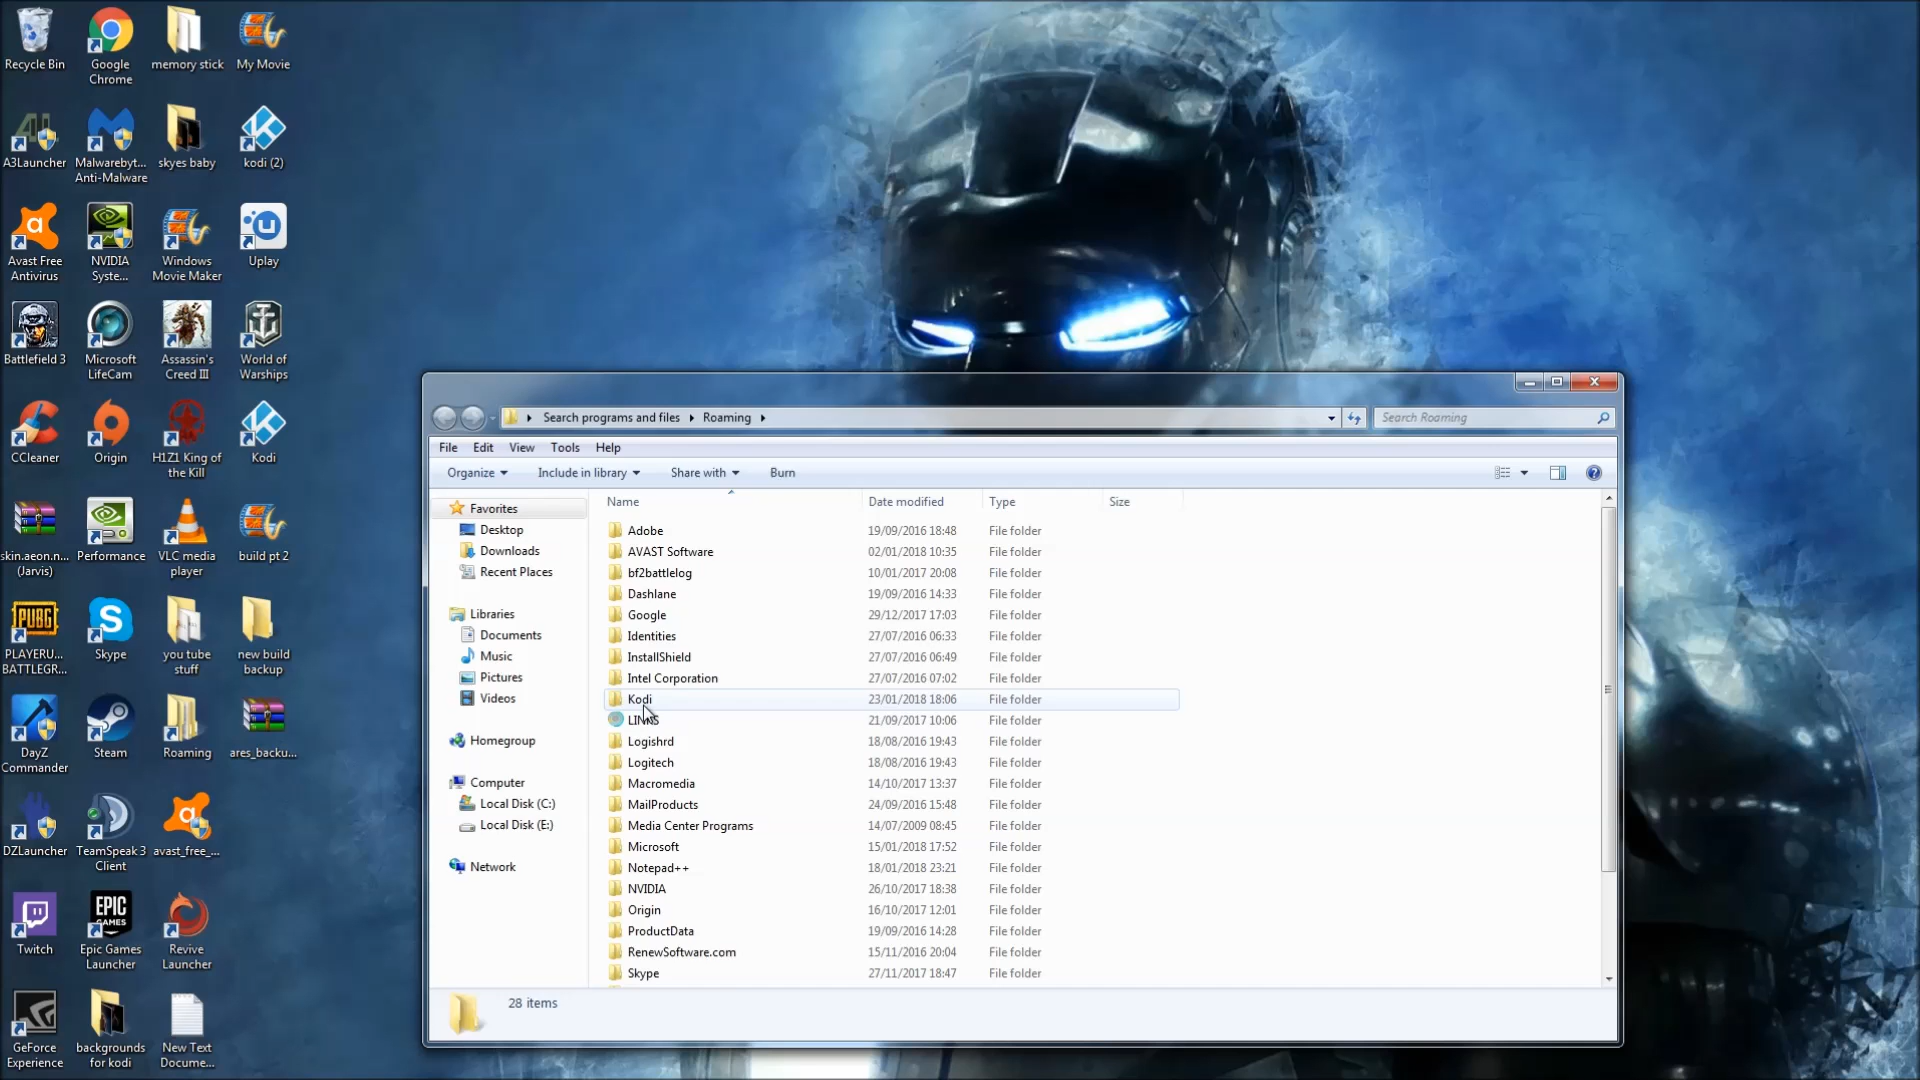 Recycle Bin
Google
Chrome
memory stick
My Movie
A3Launcher
Malwarebyt...
Anti-Malware
skyes baby
kodi (2)
Avast Free
Antivirus
NVIDIA
Syste...
Windows
Movie Maker
Uplay
Battlefield 3
Microsoft
LifeCam
Assassin's
Creed III
World of
Warships
CCleaner
Origin
H1Z1 King of
the Kill
Kodi
skin.aeon.n...
(Jarvis)
Performance
VLC media
player
build pt 2
PUBG
PLAYERU...
BATTLEGR...
Skype
you tube
stuff
new build
backup
DayZ
Commander
Steam
Roaming
ares_backu...
DZLauncher
TeamSpeak 3
Client
avast_free_...
Twitch
EPIC
GAMES
Epic Games
Launcher
Revive
Launcher
GeForce
Experience
backgrounds
for kodi
New Text
Docume...
Search programs and files
Roaming
Search Roaming
File
Edit
View
Tools
Help
Organize
Include in library
Share with
Burn
Favorites
Desktop
Downloads
Recent Places
Libraries
Documents
Music
Pictures
Videos
Homegroup
Computer
Local Disk (C:)
Local Disk (E:)
Network
Name Date modified Type Size
Adobe 19/09/2016 18:48 File folder
AVAST Software 02/01/2018 10:35 File folder
bf2battlelog 10/01/2017 20:08 File folder
Dashlane 19/09/2016 14:33 File folder
Google 29/12/2017 17:03 File folder
Identities 27/07/2016 06:33 File folder
InstallShield 27/07/2016 06:49 File folder
Intel Corporation 27/07/2016 07:02 File folder
Kodi 23/01/2018 18:06 File folder
21/09/2017 10:06 File folder
Logishrd 18/08/2016 19:43 File folder
Logitech 18/08/2016 19:43 File folder
Macromedia 14/10/2017 13:37 File folder
MailProducts 24/09/2016 15:48 File folder
Media Center Programs 14/07/2009 08:45 File folder
Microsoft 15/01/2018 17:52 File folder
Notepad++ 18/01/2018 23:21 File folder
NVIDIA 26/10/2017 18:38 File folder
Origin 16/10/2017 12:01 File folder
ProductData 19/09/2016 14:28 File folder
RenewSoftware.com 15/11/2016 20:04 File folder
Skype 27/11/2017 18:47 File folder
28 items